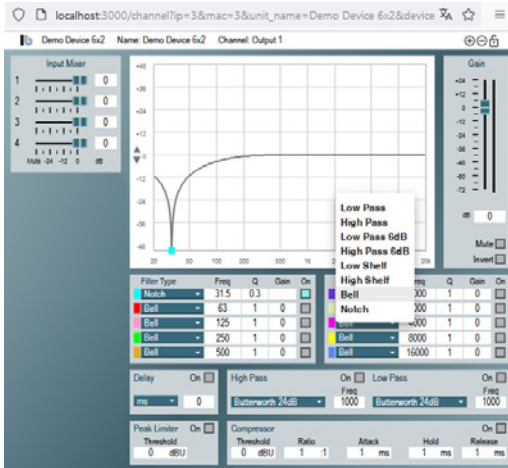 localhost:3000/channel?ip=3&mac=3&unit_name=Demo Device 6x2&device
Demo Device 6x2 Name: Demo Device 6x2 Channel: Output 1
Input Mixer
1 0
2 0
3 0
4 0
Mute -24 -12 0 dB
+48
+36
+24
+12
0
-12
-24
-36
-48
20 50 100 200 500 1K 20K
Low Pass
High Pass
Low Pass 6dB
High Pass 6dB
Low Shelf
High Shelf
Bell
Notch
Gain
+24
+12
0
-12
-24
-36
-48
-60
-72
dB 0
Mute
Invert
Filter Type Freq Q Gain On
Notch 31.5 0.3
Bell 63 1 0
Bell 125 1 0
Bell 250 1 0
Bell 500 1 0
Q Gain On
000 1 0
1 0
4000 1 0
Bell 8000 1 0
Bell 16000 1 0
Delay On
ms 0
High Pass On
Freq
Butterworth 24dB 1000
Low Pass On
Freq
Butterworth 24dB 1000
Peak Limiter On
Threshold
0 dBU
Compressor On
Threshold Ratio Attack Hold Release
0 dBU 1 :1 1 ms 1 ms 1 ms